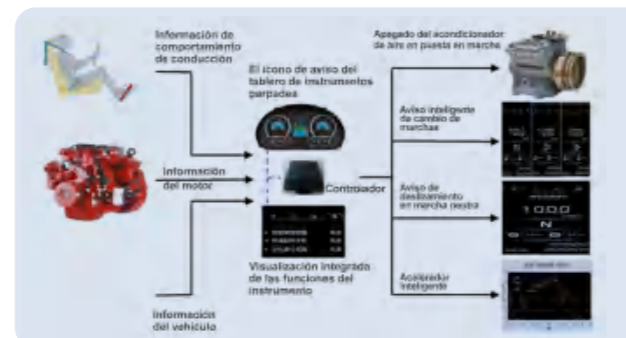 Información de
comportamiento
de conducción
El ícono de aviso del
tablero de instrumentos
parpadea
Apagado del acondicionador
de aire en puesta en marcha
Aviso inteligente
de cambio de
marchas
Información
del motor
Controlador
Aviso de
deslizamiento
en marcha neutra
1000
N
Visualización integrada
de las funciones del
instrumento
Acelerador
inteligente
Información
del vehículo